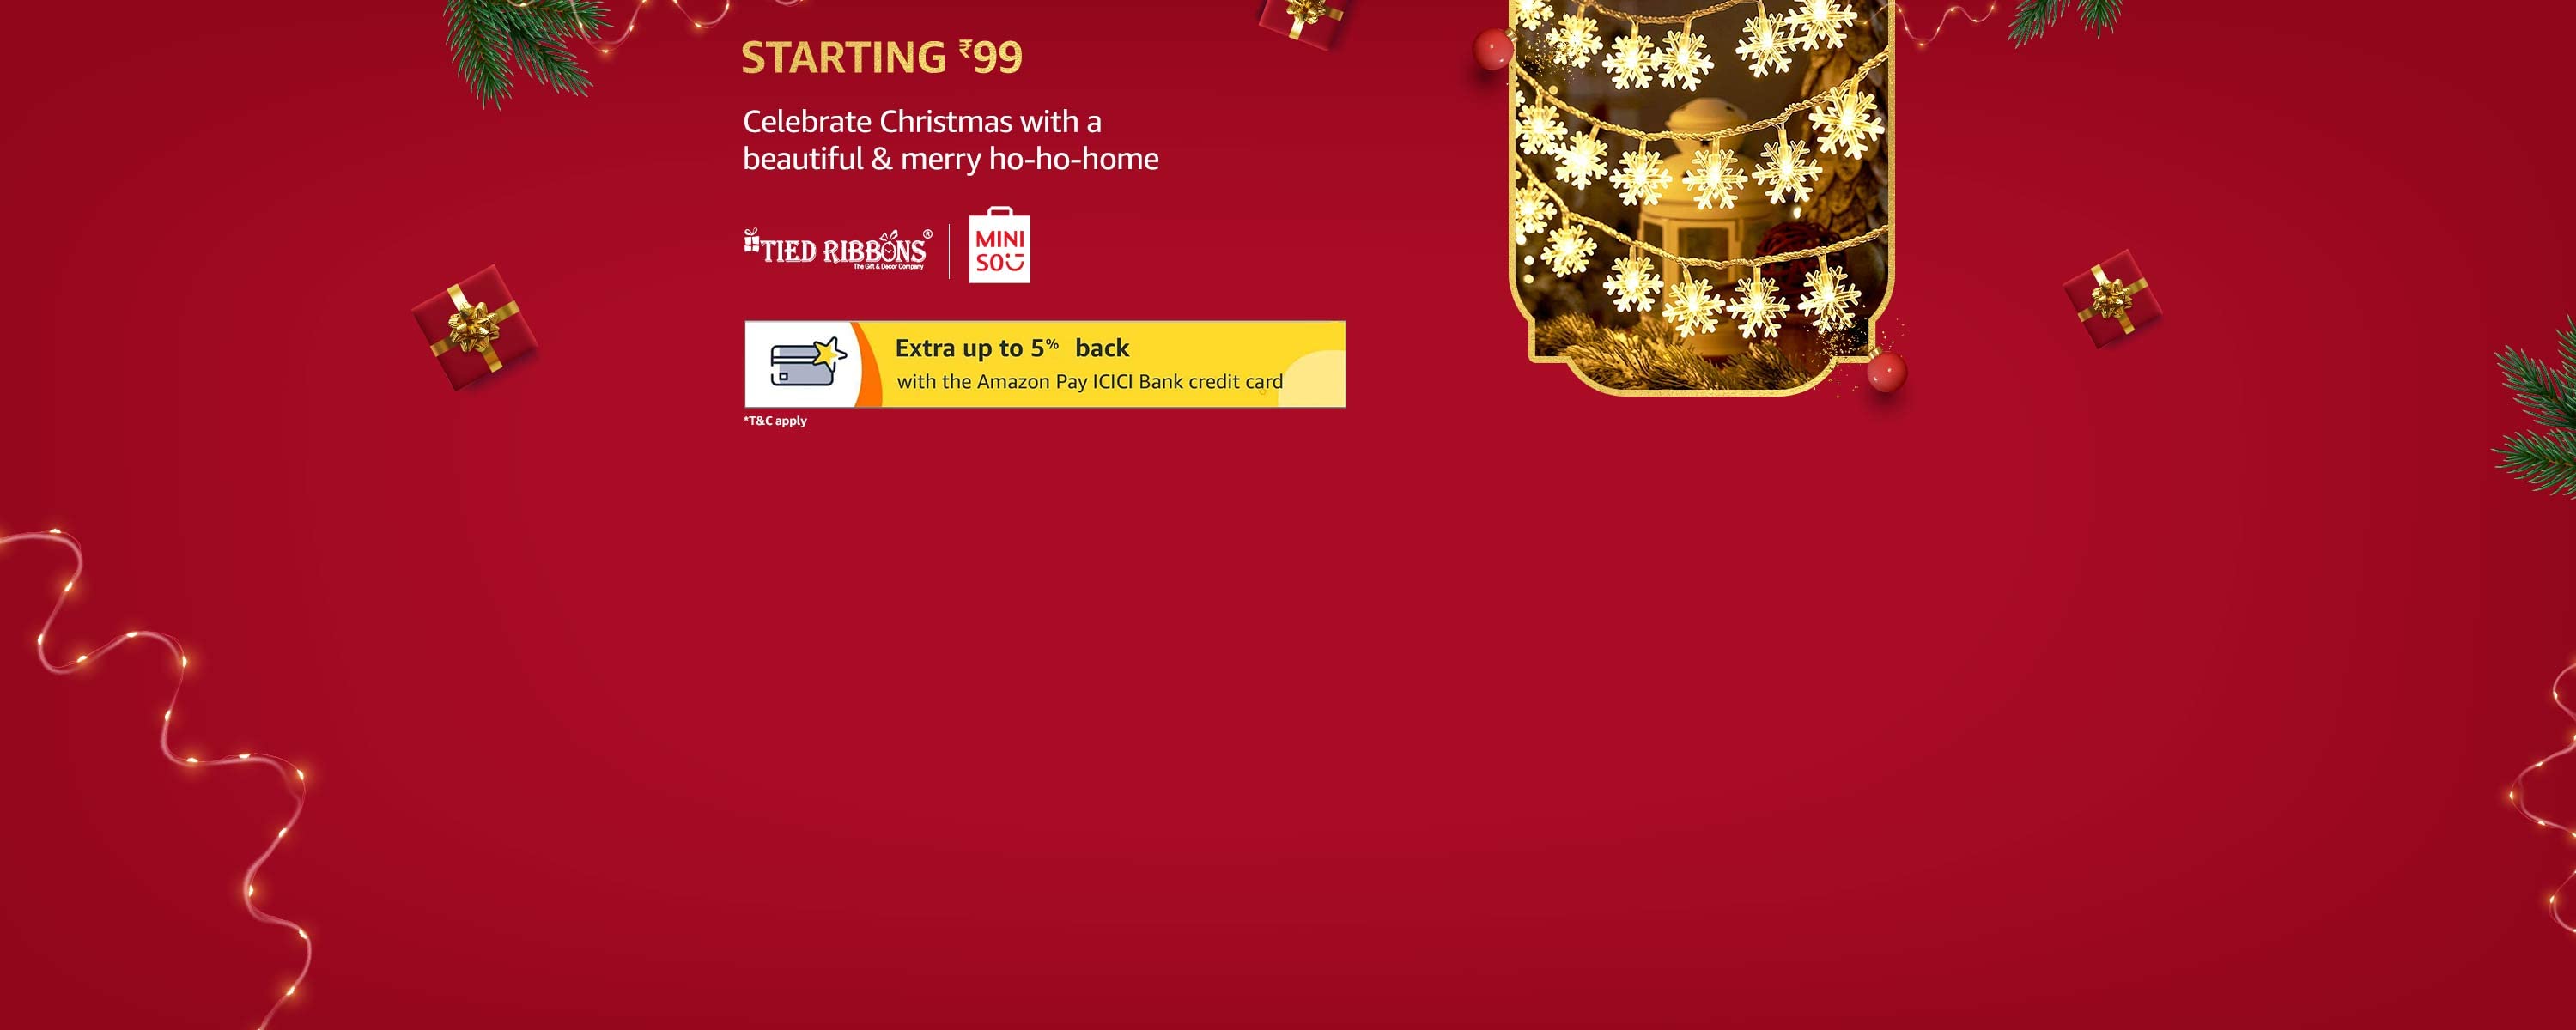 STARTING ₹99
Celebrate Christmas with a
beautiful & merry ho-ho-home
TIED RIBBONS®
The Gift & Decor Company
MINI
SO
Extra up to 5% back
with the Amazon Pay ICICI Bank credit card
*T&C apply